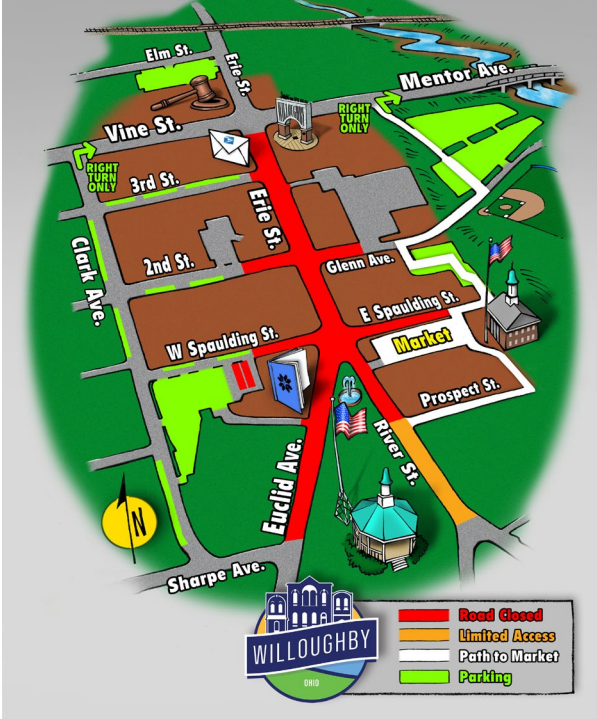 Elm St.
Erie St.
Mentor Ave.
RIGHT
TURN
ONLY
Vine St.
RIGHT
TURN
ONLY
3rd St.
Erie St.
Clark Ave.
2nd St.
Glenn Ave.
E Spaulding St.
W Spaulding St.
Market
Prospect St.
River St.
Euclid Ave.
N
Sharpe Ave.
WILLOUGHBY
OHIO
Road Closed
Limited Access
Path to Market
Parking